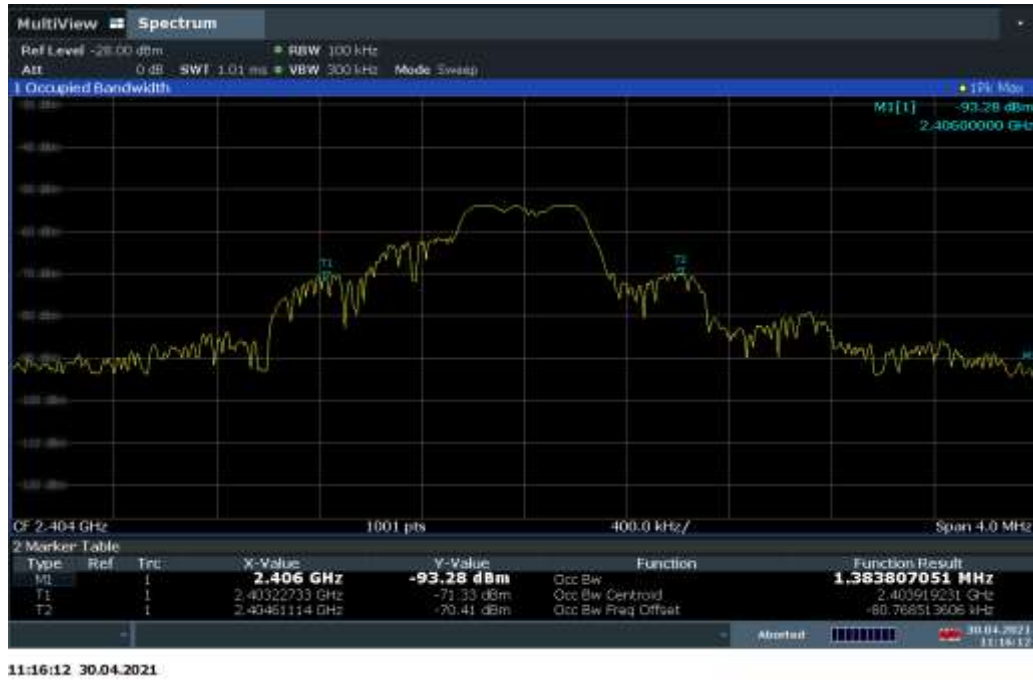 MultiView Spectrum
Ref Level -28.00 dBm RBW 100 kHz
Att 0 dB SWT 1.01 ms VBW 300 kHz Mode Sweep
1 Occupied Bandwidth 1Pk Max
M1[1] -93.28 dBm
2.40600000 GHz
T1
T2
M1
CF 2.404 GHz 1001 pts 400.0 kHz/ Span 4.0 MHz
2 Marker Table
Type Ref Trc X-Value Y-Value Function Function Result
M1 1 2.406 GHz -93.28 dBm Occ Bw 1.383807051 MHz
T1 1 2.40322733 GHz -71.33 dBm Occ Bw Centroid 2.403919231 GHz
T2 1 2.40461114 GHz -70.41 dBm Occ Bw Freq Offset -80.768513606 kHz
Aborted 30.04.2021
11:16:12
11:16:12 30.04.2021